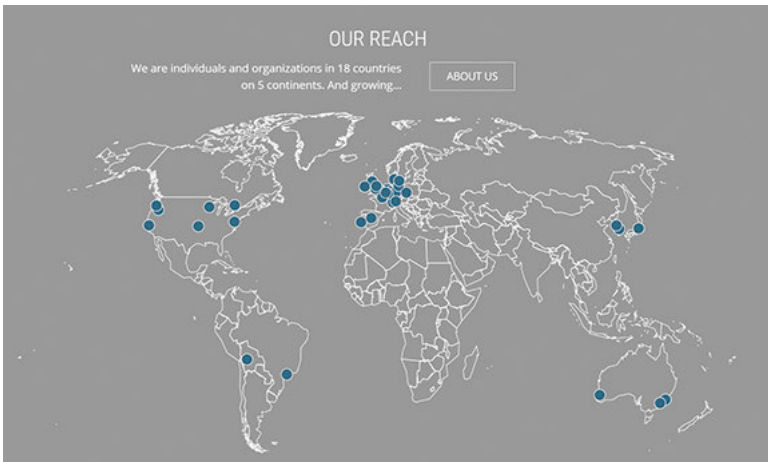 OUR REACH
We are individuals and organizations in 18 countries
on 5 continents. And growing...
ABOUT US